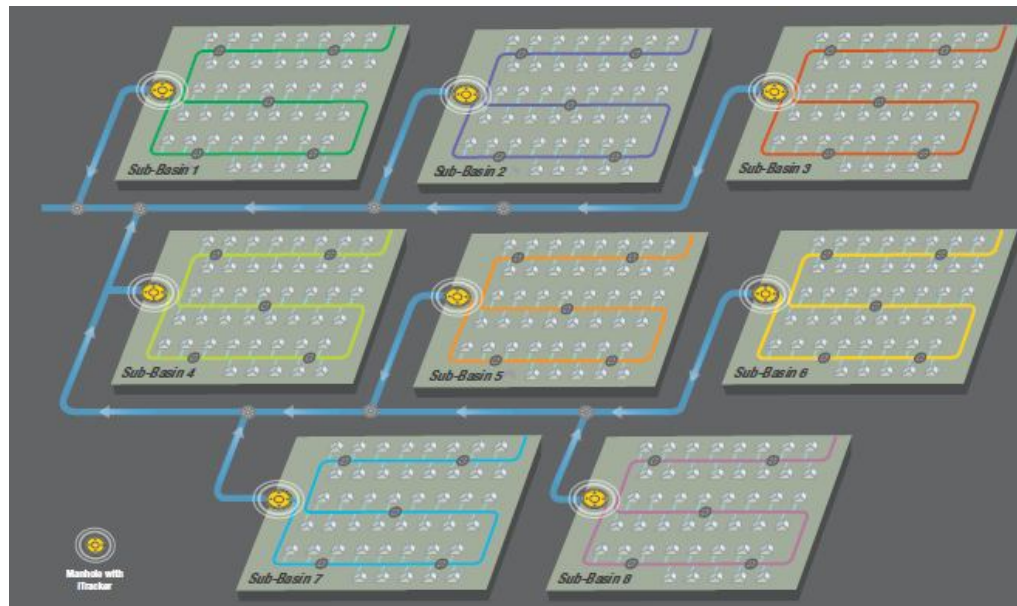 Sub-Basin 1
Sub-Basin 2
Sub-Basin 3
Sub-Basin 4
Sub-Basin 5
Sub-Basin 6
Sub-Basin 7
Sub-Basin 8
Manhole with
iTracker